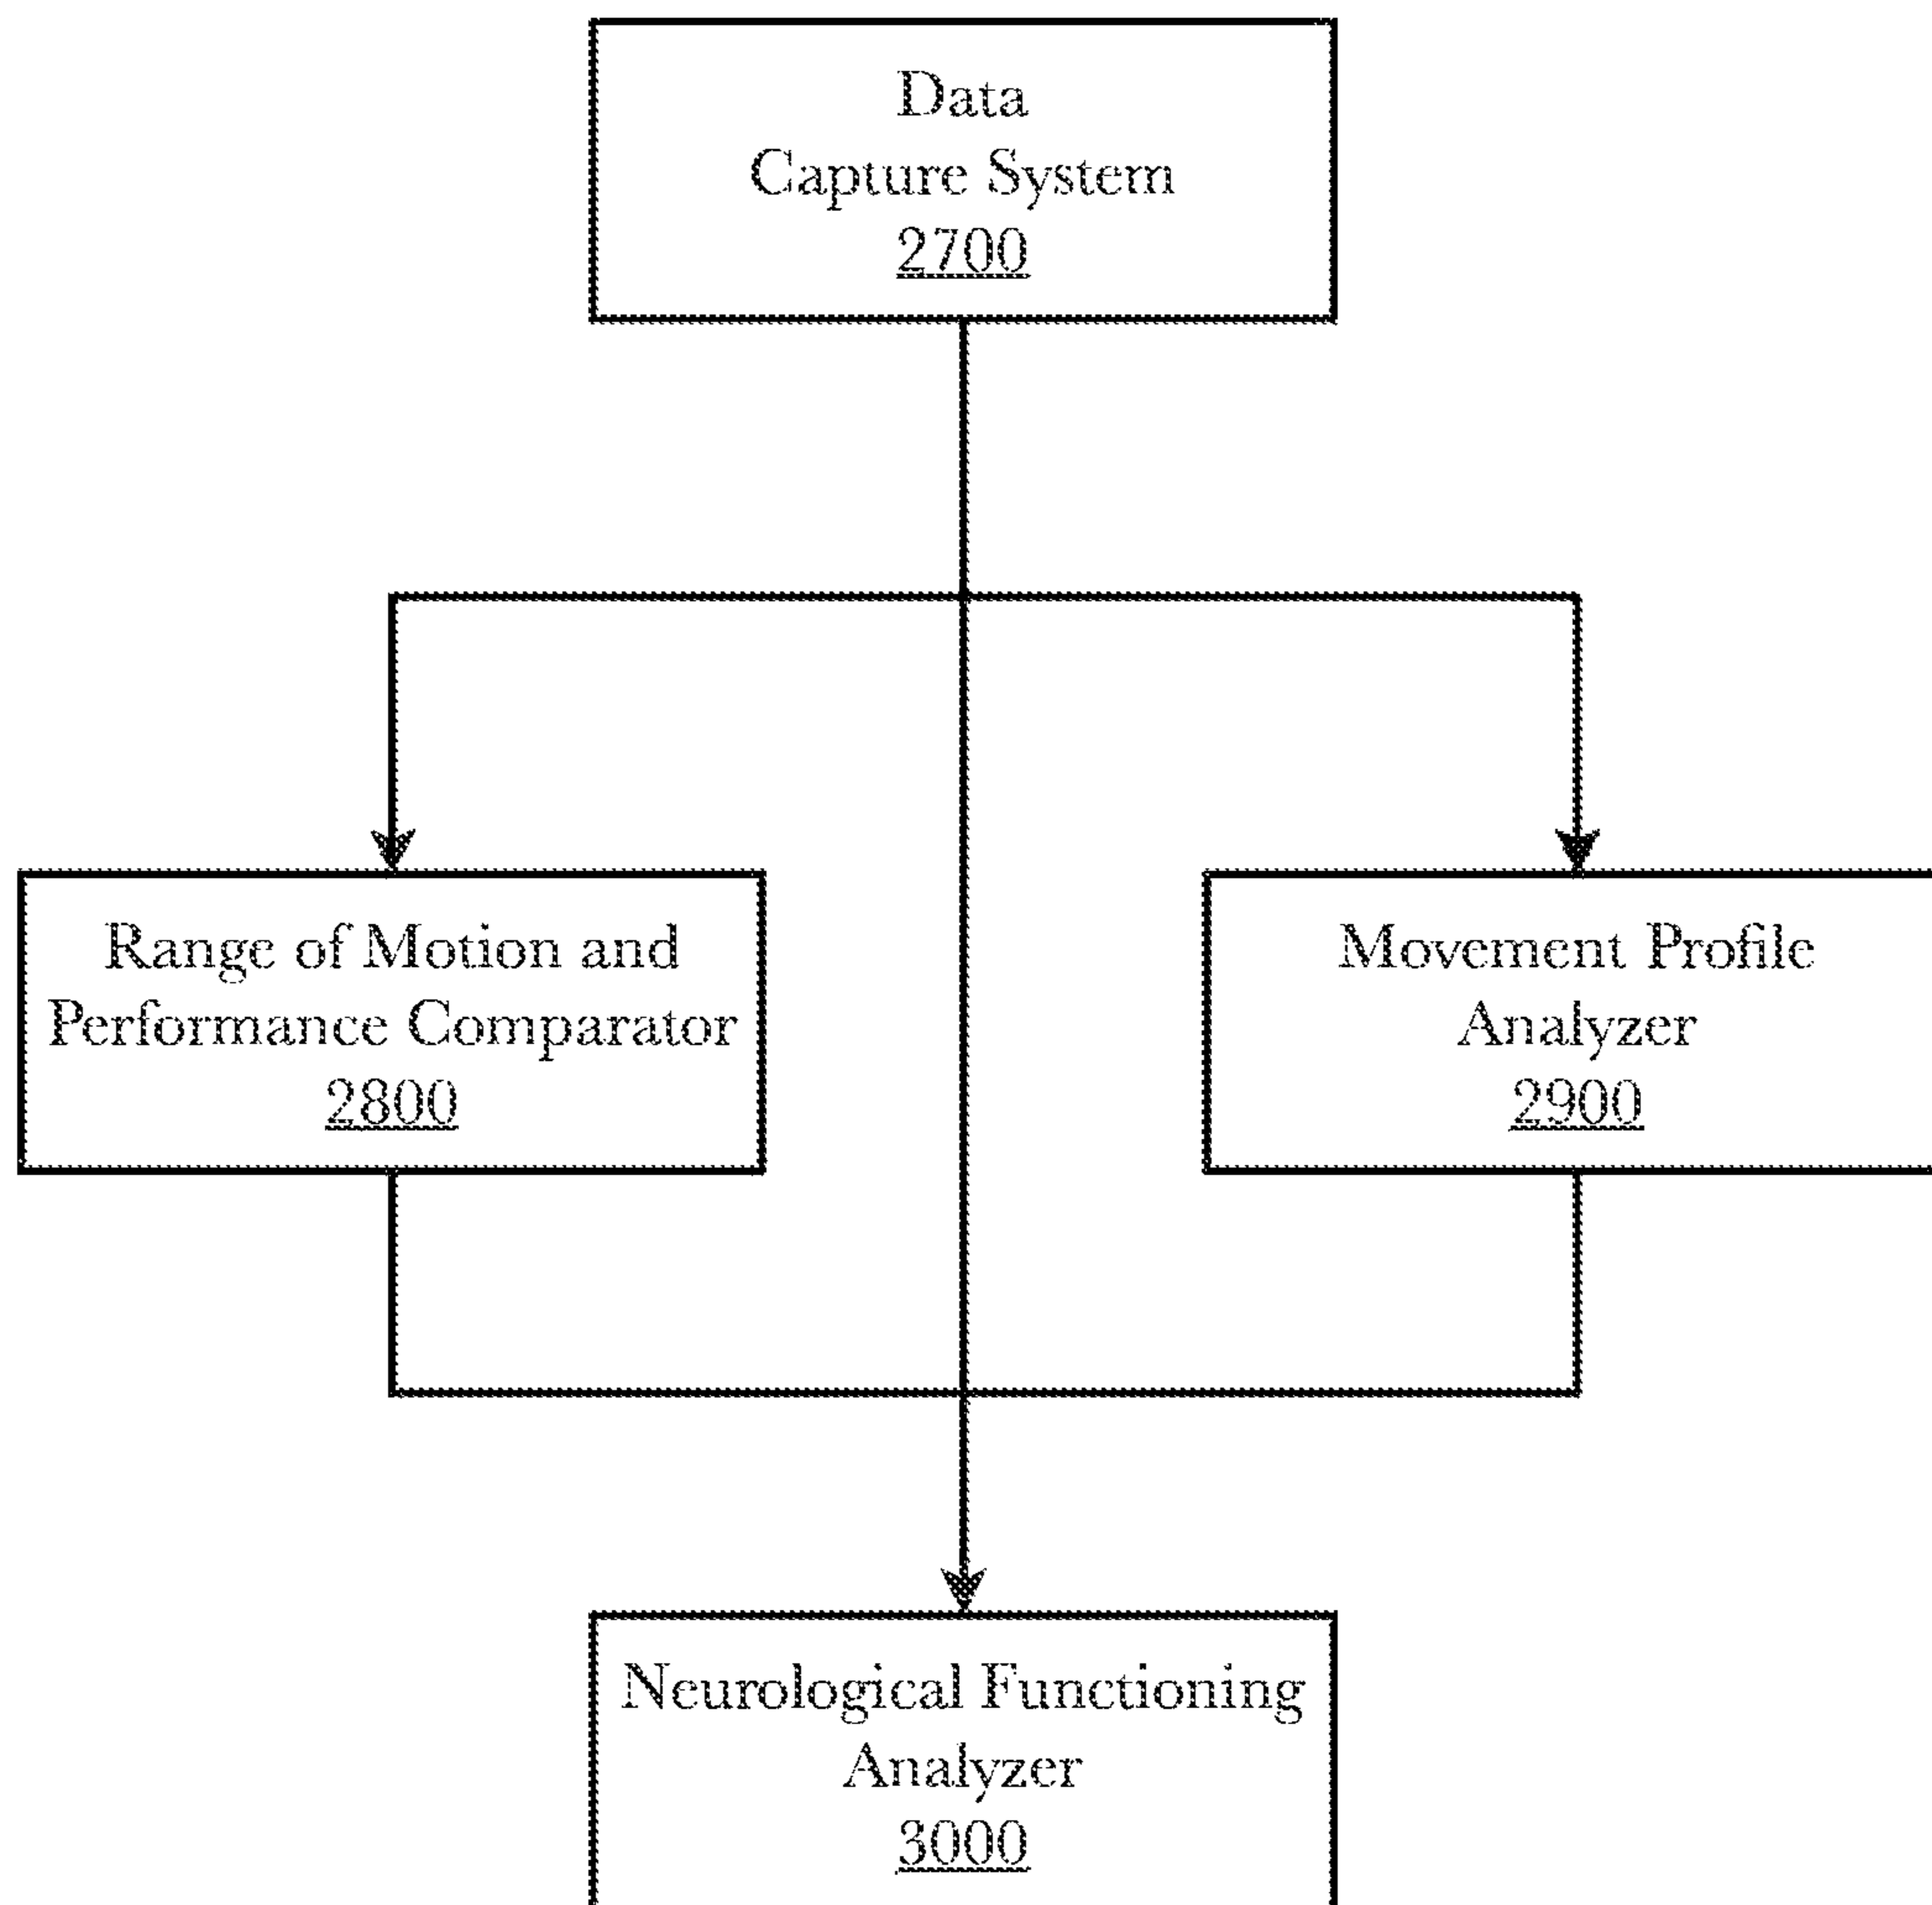 Data
Capture System
2700
Range of Motion and
Performance Comparator
2800
Movement Profile
Analyzer
2900
Neurological Functioning
Analyzer
3000